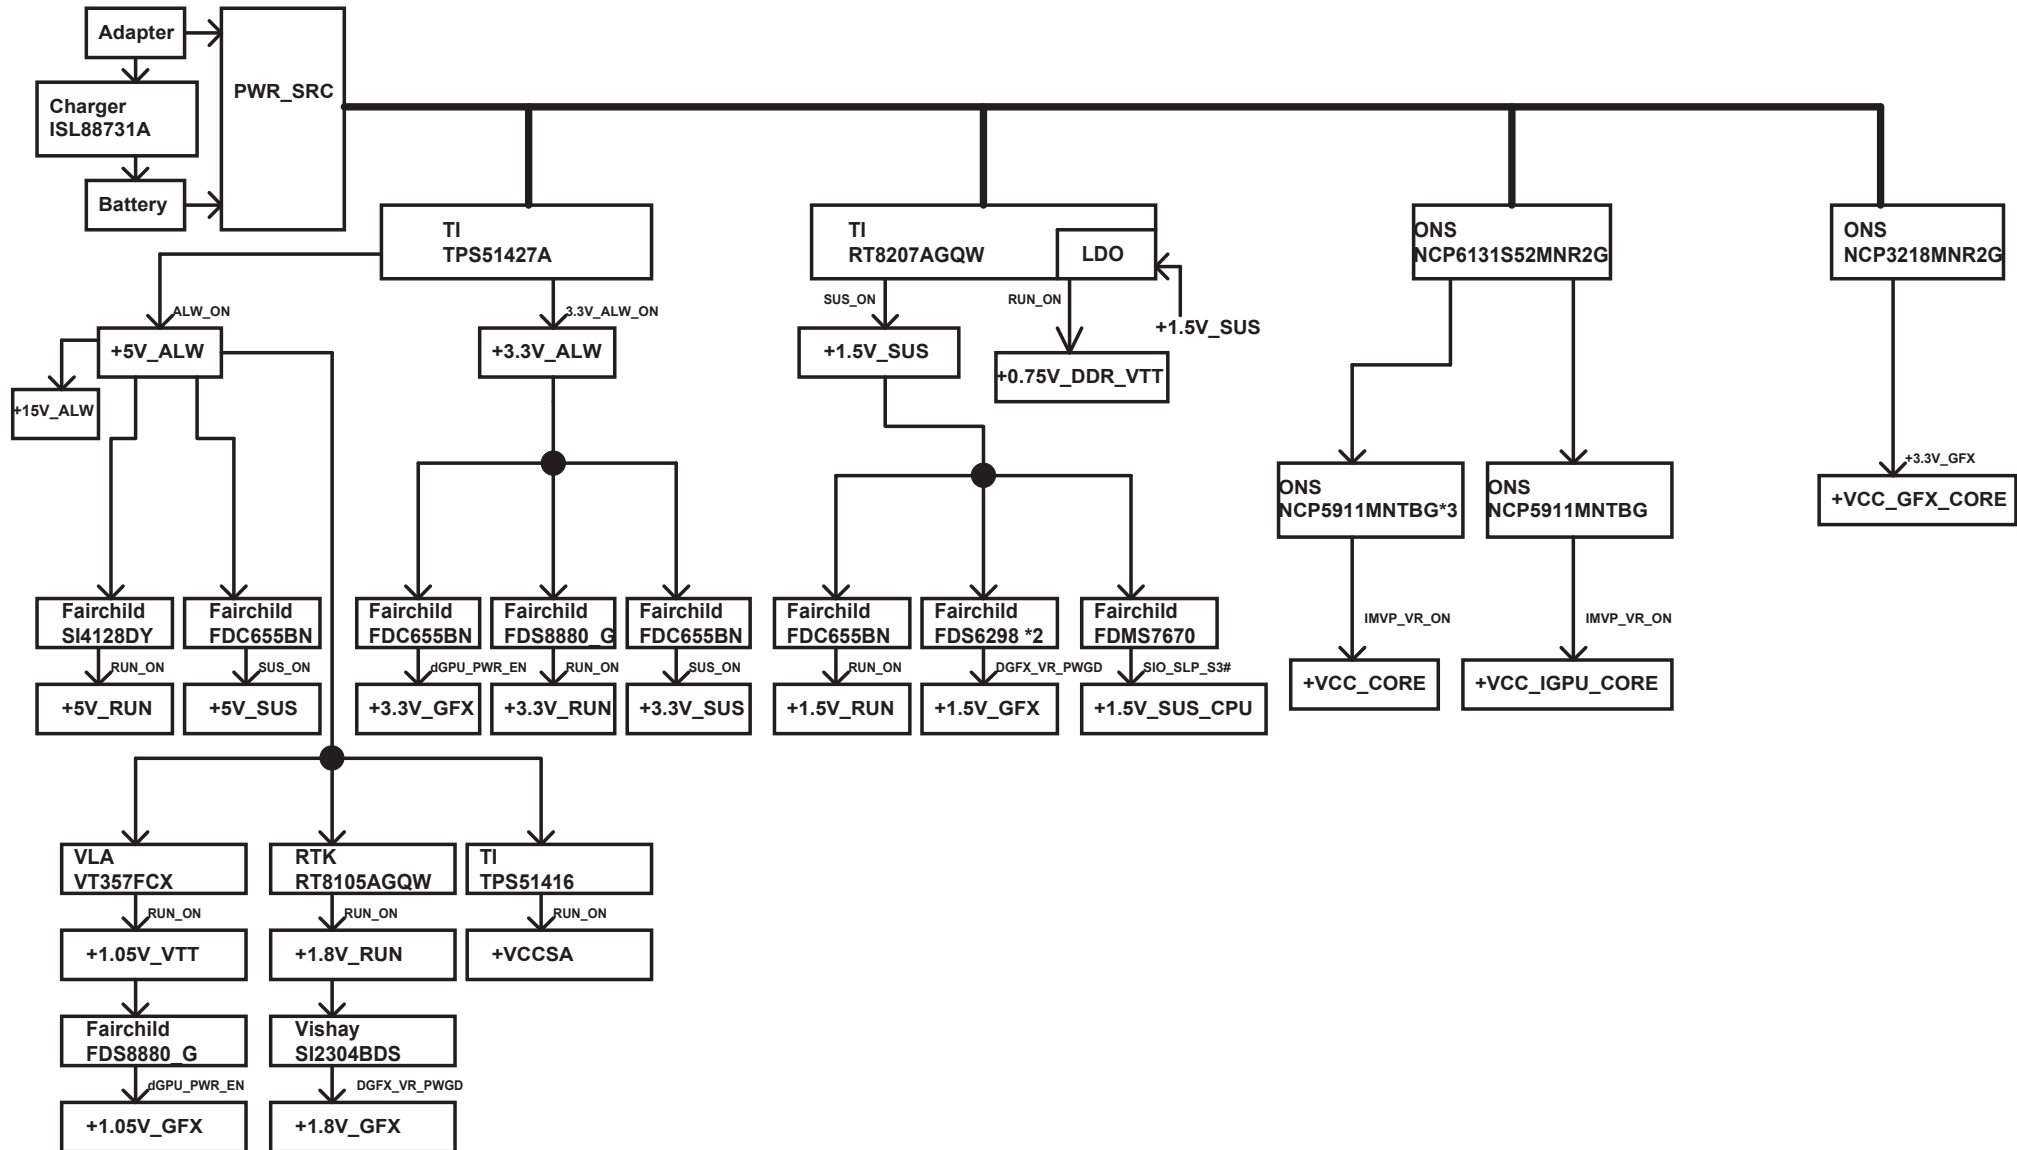 Adapter
PWR_SRC
Charger
ISL88731A
Battery
TI
TPS51427A
TI
RT8207AGQW
LDO
ONS
NCP6131S52MNR2G
ONS
NCP3218MNR2G
ALW_ON
3.3V_ALW_ON
SUS_ON
RUN_ON
+1.5V_SUS
+5V_ALW
+3.3V_ALW
+1.5V_SUS
+0.75V_DDR_VTT
+15V_ALW
+3.3V_GFX
ONS
NCP5911MNTBG*3
ONS
NCP5911MNTBG
+VCC_GFX_CORE
Fairchild
SI4128DY
Fairchild
FDC655BN
Fairchild
FDC655BN
Fairchild
FDS8880_G
Fairchild
FDC655BN
Fairchild
FDC655BN
Fairchild
FDS6298 *2
Fairchild
FDMS7670
IMVP_VR_ON
IMVP_VR_ON
RUN_ON
SUS_ON
dGPU_PWR_EN
RUN_ON
SUS_ON
RUN_ON
DGFX_VR_PWGD
SIO_SLP_S3#
+VCC_CORE
+VCC_IGPU_CORE
+5V_RUN
+5V_SUS
+3.3V_GFX
+3.3V_RUN
+3.3V_SUS
+1.5V_RUN
+1.5V_GFX
+1.5V_SUS_CPU
VLA
VT357FCX
RTK
RT8105AGQW
TI
TPS51416
RUN_ON
RUN_ON
RUN_ON
+1.05V_VTT
+1.8V_RUN
+VCCSA
Fairchild
FDS8880_G
Vishay
SI2304BDS
dGPU_PWR_EN
DGFX_VR_PWGD
+1.05V_GFX
+1.8V_GFX